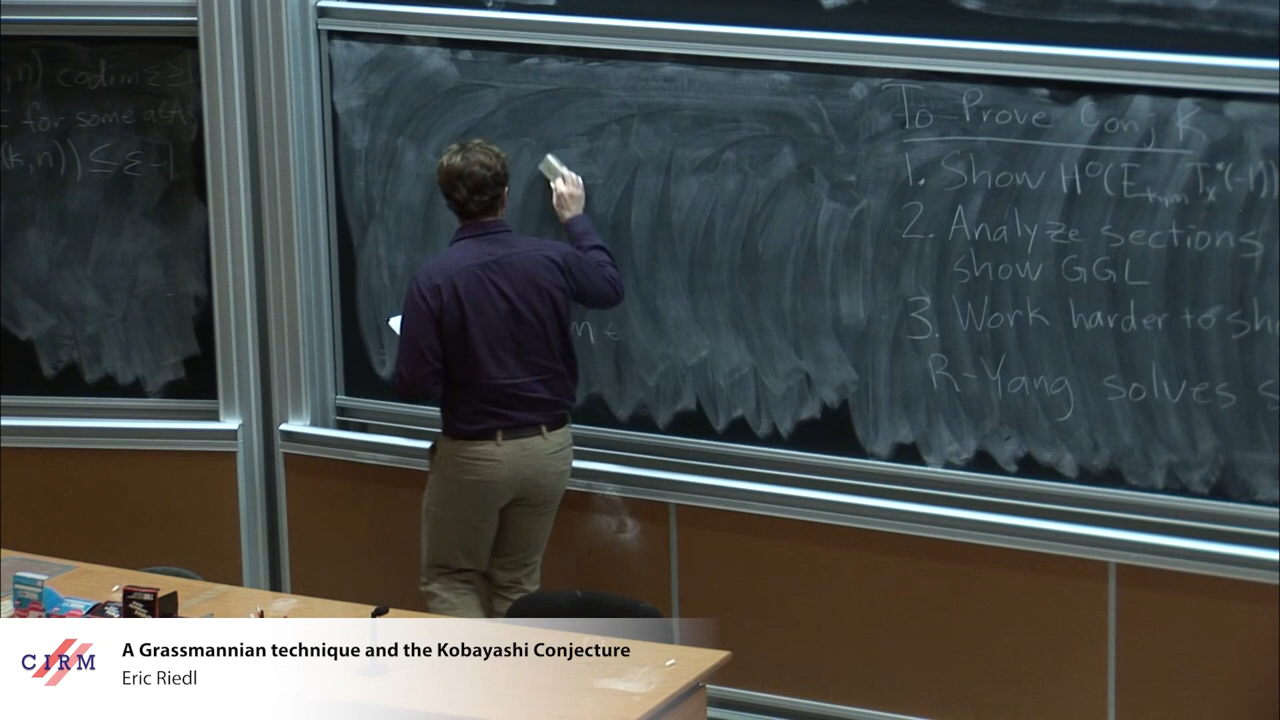 ,n) codim ε ≥
for some a∈A
(k,n)) ≤ ε-1
To Prove Conj K
1. Show H⁰(E_{k,m} T_x^*(-1))
2. Analyze sections
show GGL
3. Work harder to sh
R-Yang solves s
m ≤
CIRM
A Grassmannian technique and the Kobayashi Conjecture
Eric Riedl